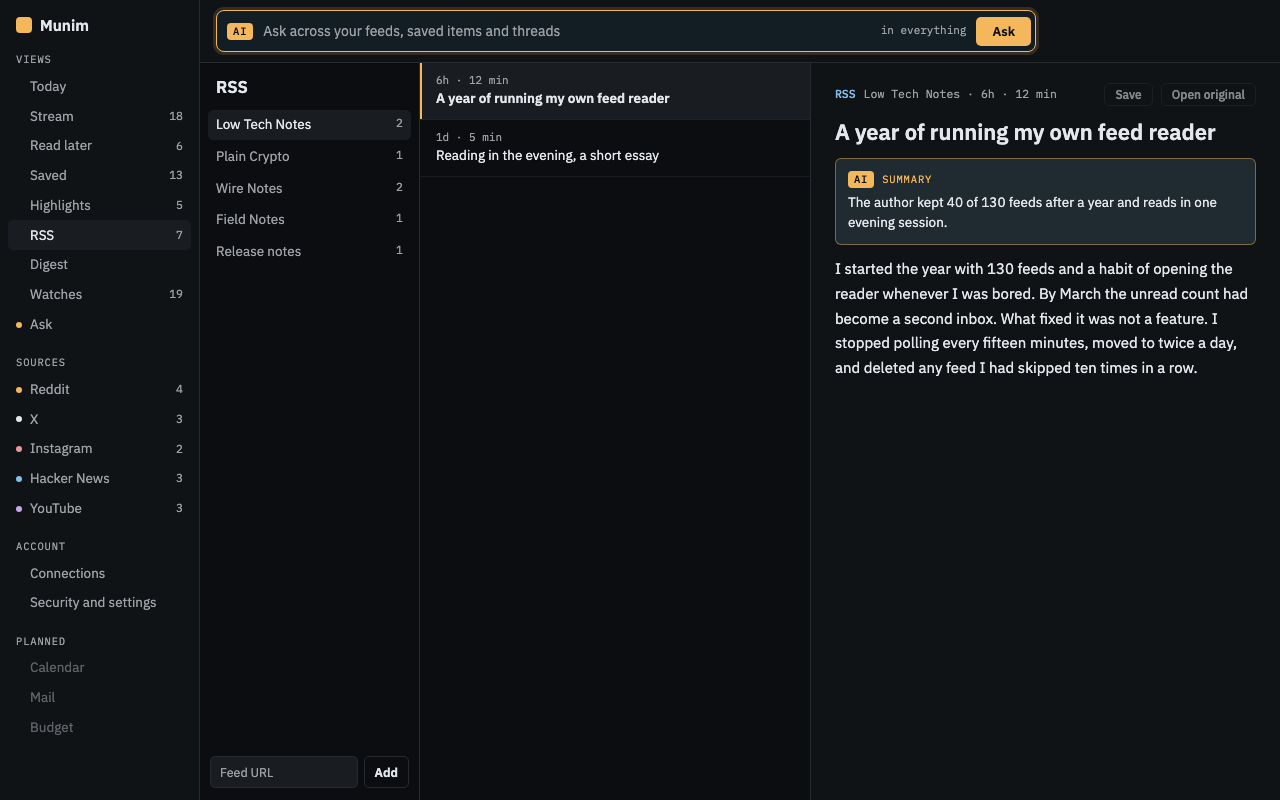 Munim
VIEWS
Today
Stream 18
Read later 6
Saved 13
Highlights 5
RSS 7
Digest
Watches 19
Ask
SOURCES
Reddit 4
X 3
Instagram 2
Hacker News 3
YouTube 3
ACCOUNT
Connections
Security and settings
PLANNED
Calendar
Mail
Budget
AI Ask across your feeds, saved items and threads in everything Ask
RSS
Low Tech Notes 2
Plain Crypto 1
Wire Notes 2
Field Notes 1
Release notes 1
Feed URL Add
6h · 12 min
A year of running my own feed reader
1d · 5 min
Reading in the evening, a short essay
RSS Low Tech Notes · 6h · 12 min Save Open original
A year of running my own feed reader
AI SUMMARY
The author kept 40 of 130 feeds after a year and reads in one
evening session.
I started the year with 130 feeds and a habit of opening the
reader whenever I was bored. By March the unread count had
become a second inbox. What fixed it was not a feature. I
stopped polling every fifteen minutes, moved to twice a day,
and deleted any feed I had skipped ten times in a row.